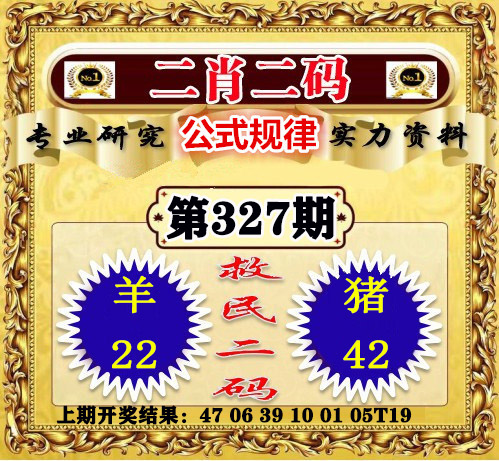 No.1 二肖二码 No.1
专业研究 公式规律 实力资料
第327期
羊 22
救民二码
猪 42
上期开奖结果：47 06 39 10 01 05T19